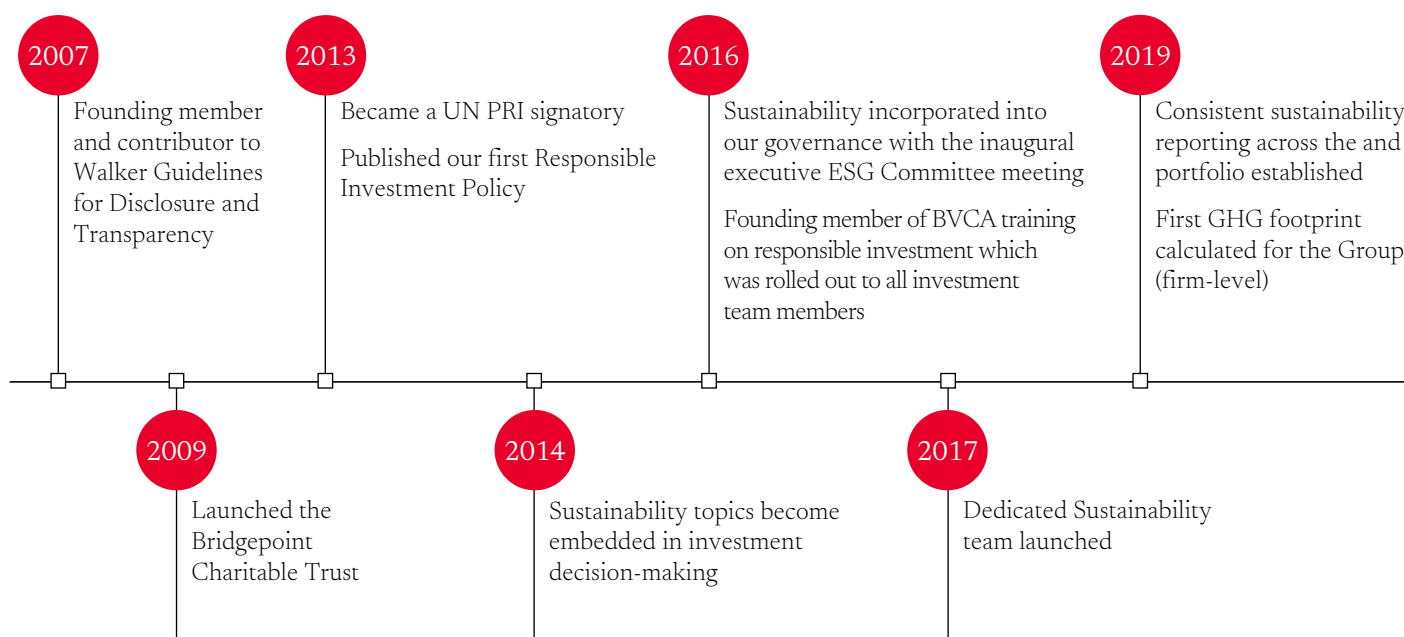 2007
Founding member
and contributor to
Walker Guidelines
for Disclosure and
Transparency
2013
Became a UN PRI signatory
Published our first Responsible
Investment Policy
2016
Sustainability incorporated into
our governance with the inaugural
executive ESG Committee meeting
Founding member of BVCA training
on responsible investment which
was rolled out to all investment
team members
2019
Consistent sustainability
reporting across the and
portfolio established
First GHG footprint
calculated for the Group
(firm-level)
2009
Launched the
Bridgepoint
Charitable Trust
2014
Sustainability topics become
embedded in investment
decision-making
2017
Dedicated Sustainability
team launched